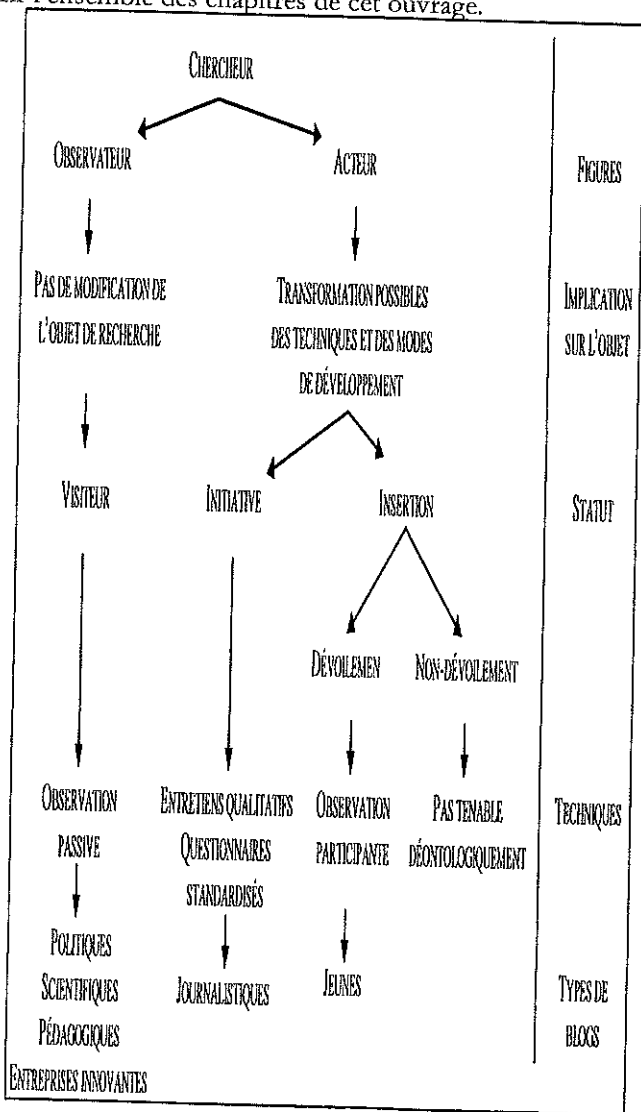 l'ensemble des chapitres de cet ouvrage.
CHERCHEUR
OBSERVATEUR ACTEUR FIGURES
PAS DE MODIFICATION DE TRANSFORMATION POSSIBLES IMPLICATION
L'OBJET DE RECHERCHE DES TECHNIQUES ET DES MODES SUR L'OBJET
DE DÉVELOPPEMENT
VISITEUR INITIATIVE INSERTION STATUT
DÉVOILEMEN NON-DÉVOILEMENT
OBSERVATION ENTRETIENS QUALITATIFS OBSERVATION PAS TENABLE TECHNIQUES
PASSIVE QUESTIONNAIRES PARTICIPANTE DÉONTOLOGIQUEMENT
STANDARDISÉS
POLITIQUES
SCIENTIFIQUES JOURNALISTIQUES JEUNES TYPES DE
PÉDAGOGIQUES BLOGS
ENTREPRISES INNOVANTES